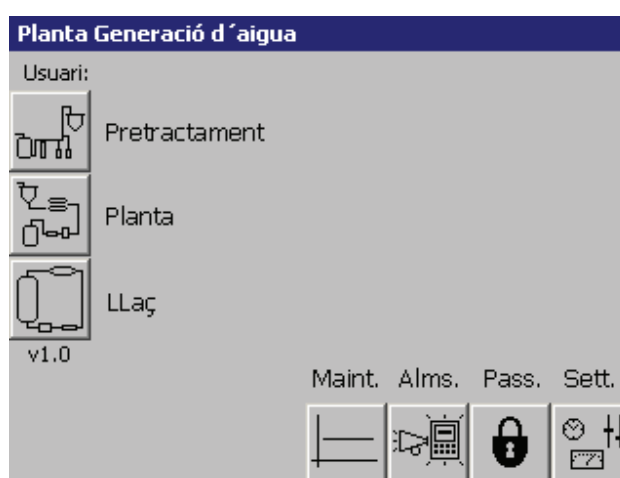 Planta Generació d´aigua
Usuari:
Pretractament
Planta
LLaç
v1.0
Maint. Alms. Pass. Sett.